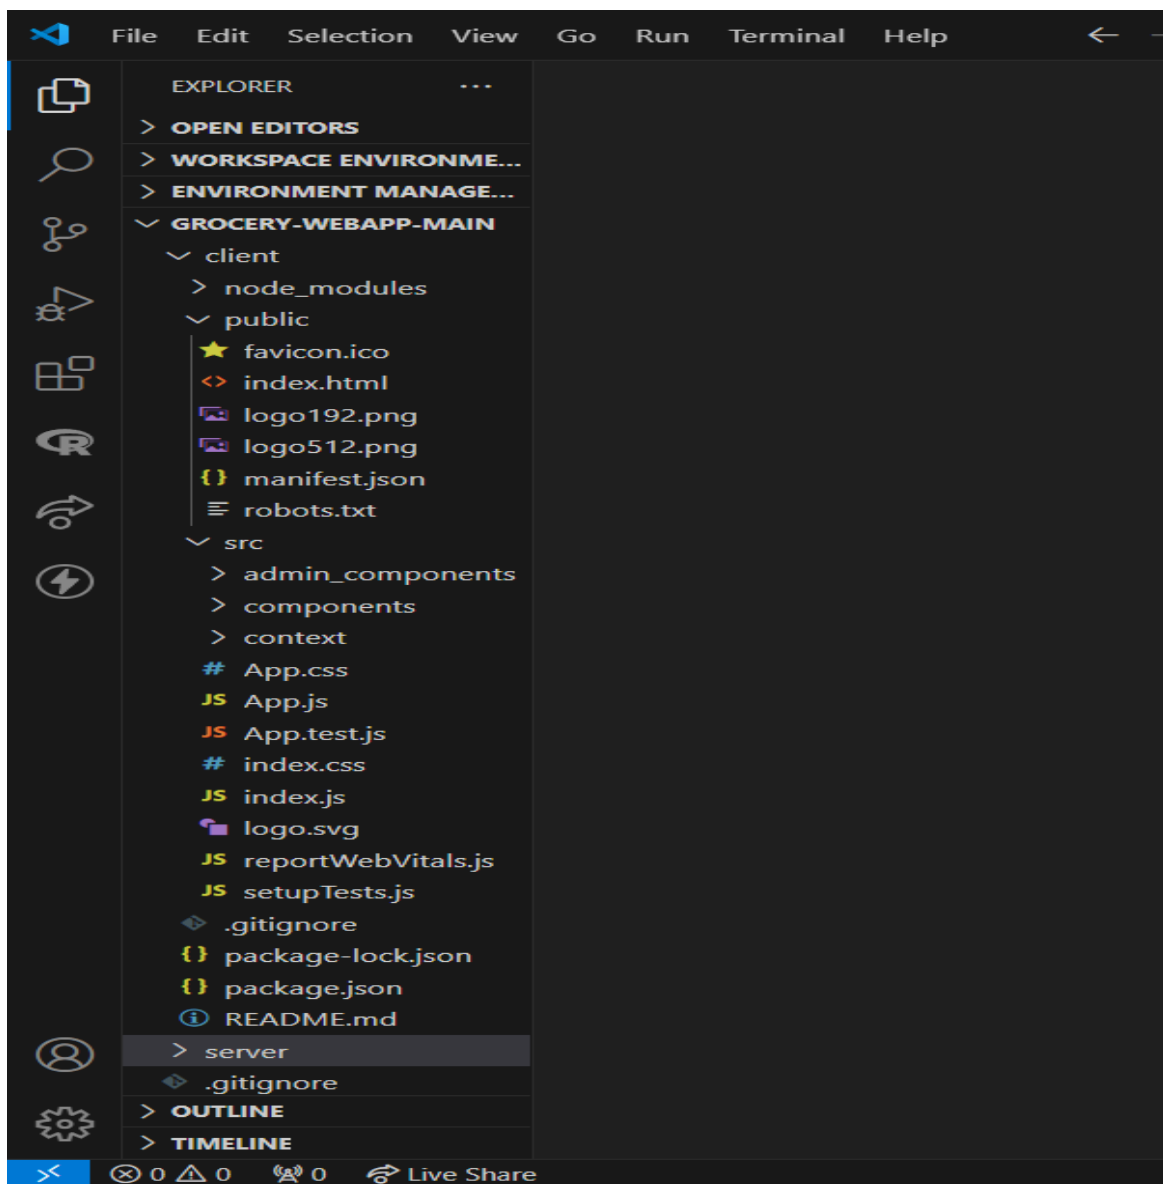 File Edit Selection View Go Run Terminal Help
EXPLORER
OPEN EDITORS
WORKSPACE ENVIRONME...
ENVIRONMENT MANAGE...
GROCERY-WEBAPP-MAIN
client
node_modules
public
favicon.ico
index.html
logo192.png
logo512.png
manifest.json
robots.txt
src
admin_components
components
context
App.css
App.js
App.test.js
index.css
index.js
logo.svg
reportWebVitals.js
setupTests.js
.gitignore
package-lock.json
package.json
README.md
server
.gitignore
OUTLINE
TIMELINE
0 0 0 Live Share